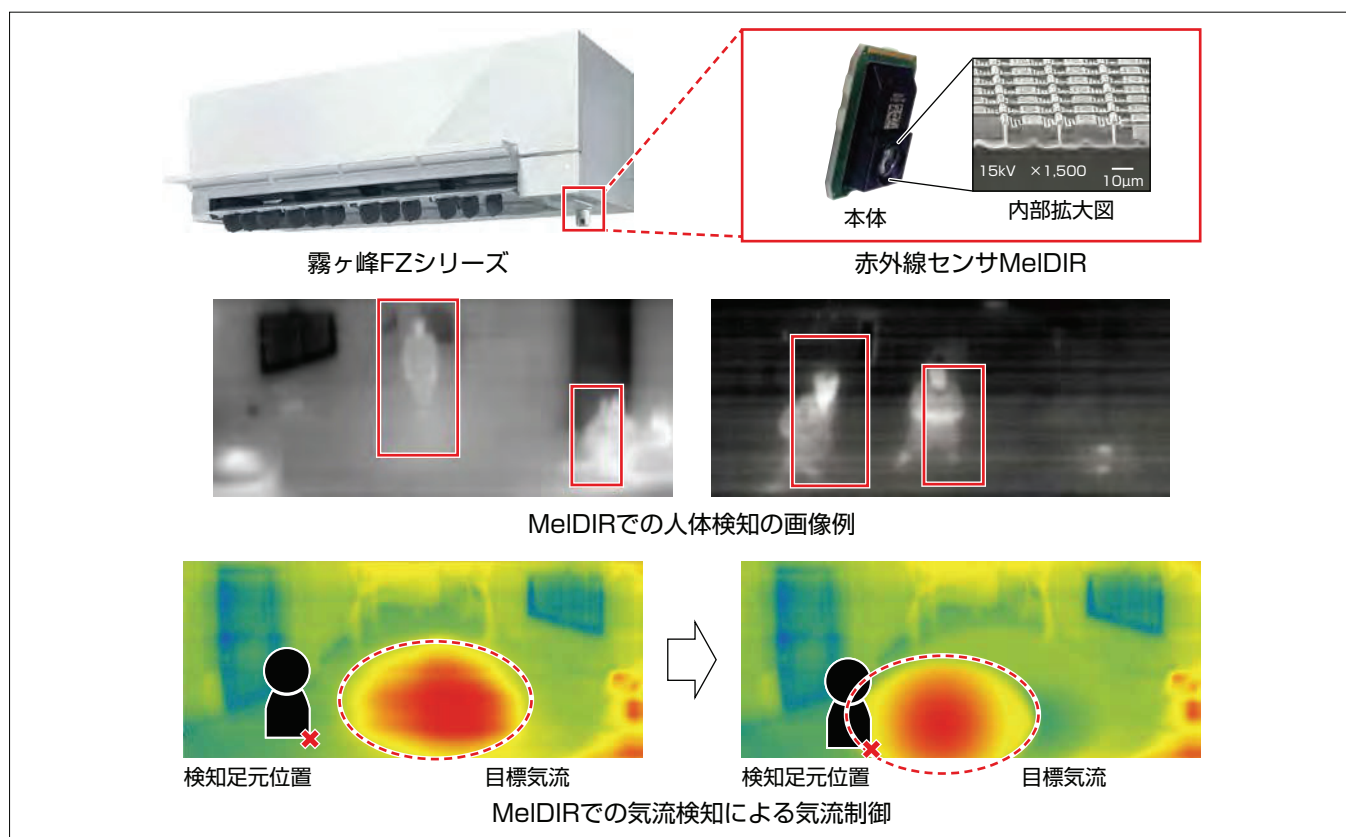 15kV ×1,500 10μm
本体
内部拡大図
霧ヶ峰FZシリーズ
赤外線センサMelDIR
MelDIRでの人体検知の画像例
検知足元位置
目標気流
検知足元位置
目標気流
MelDIRでの気流検知による気流制御